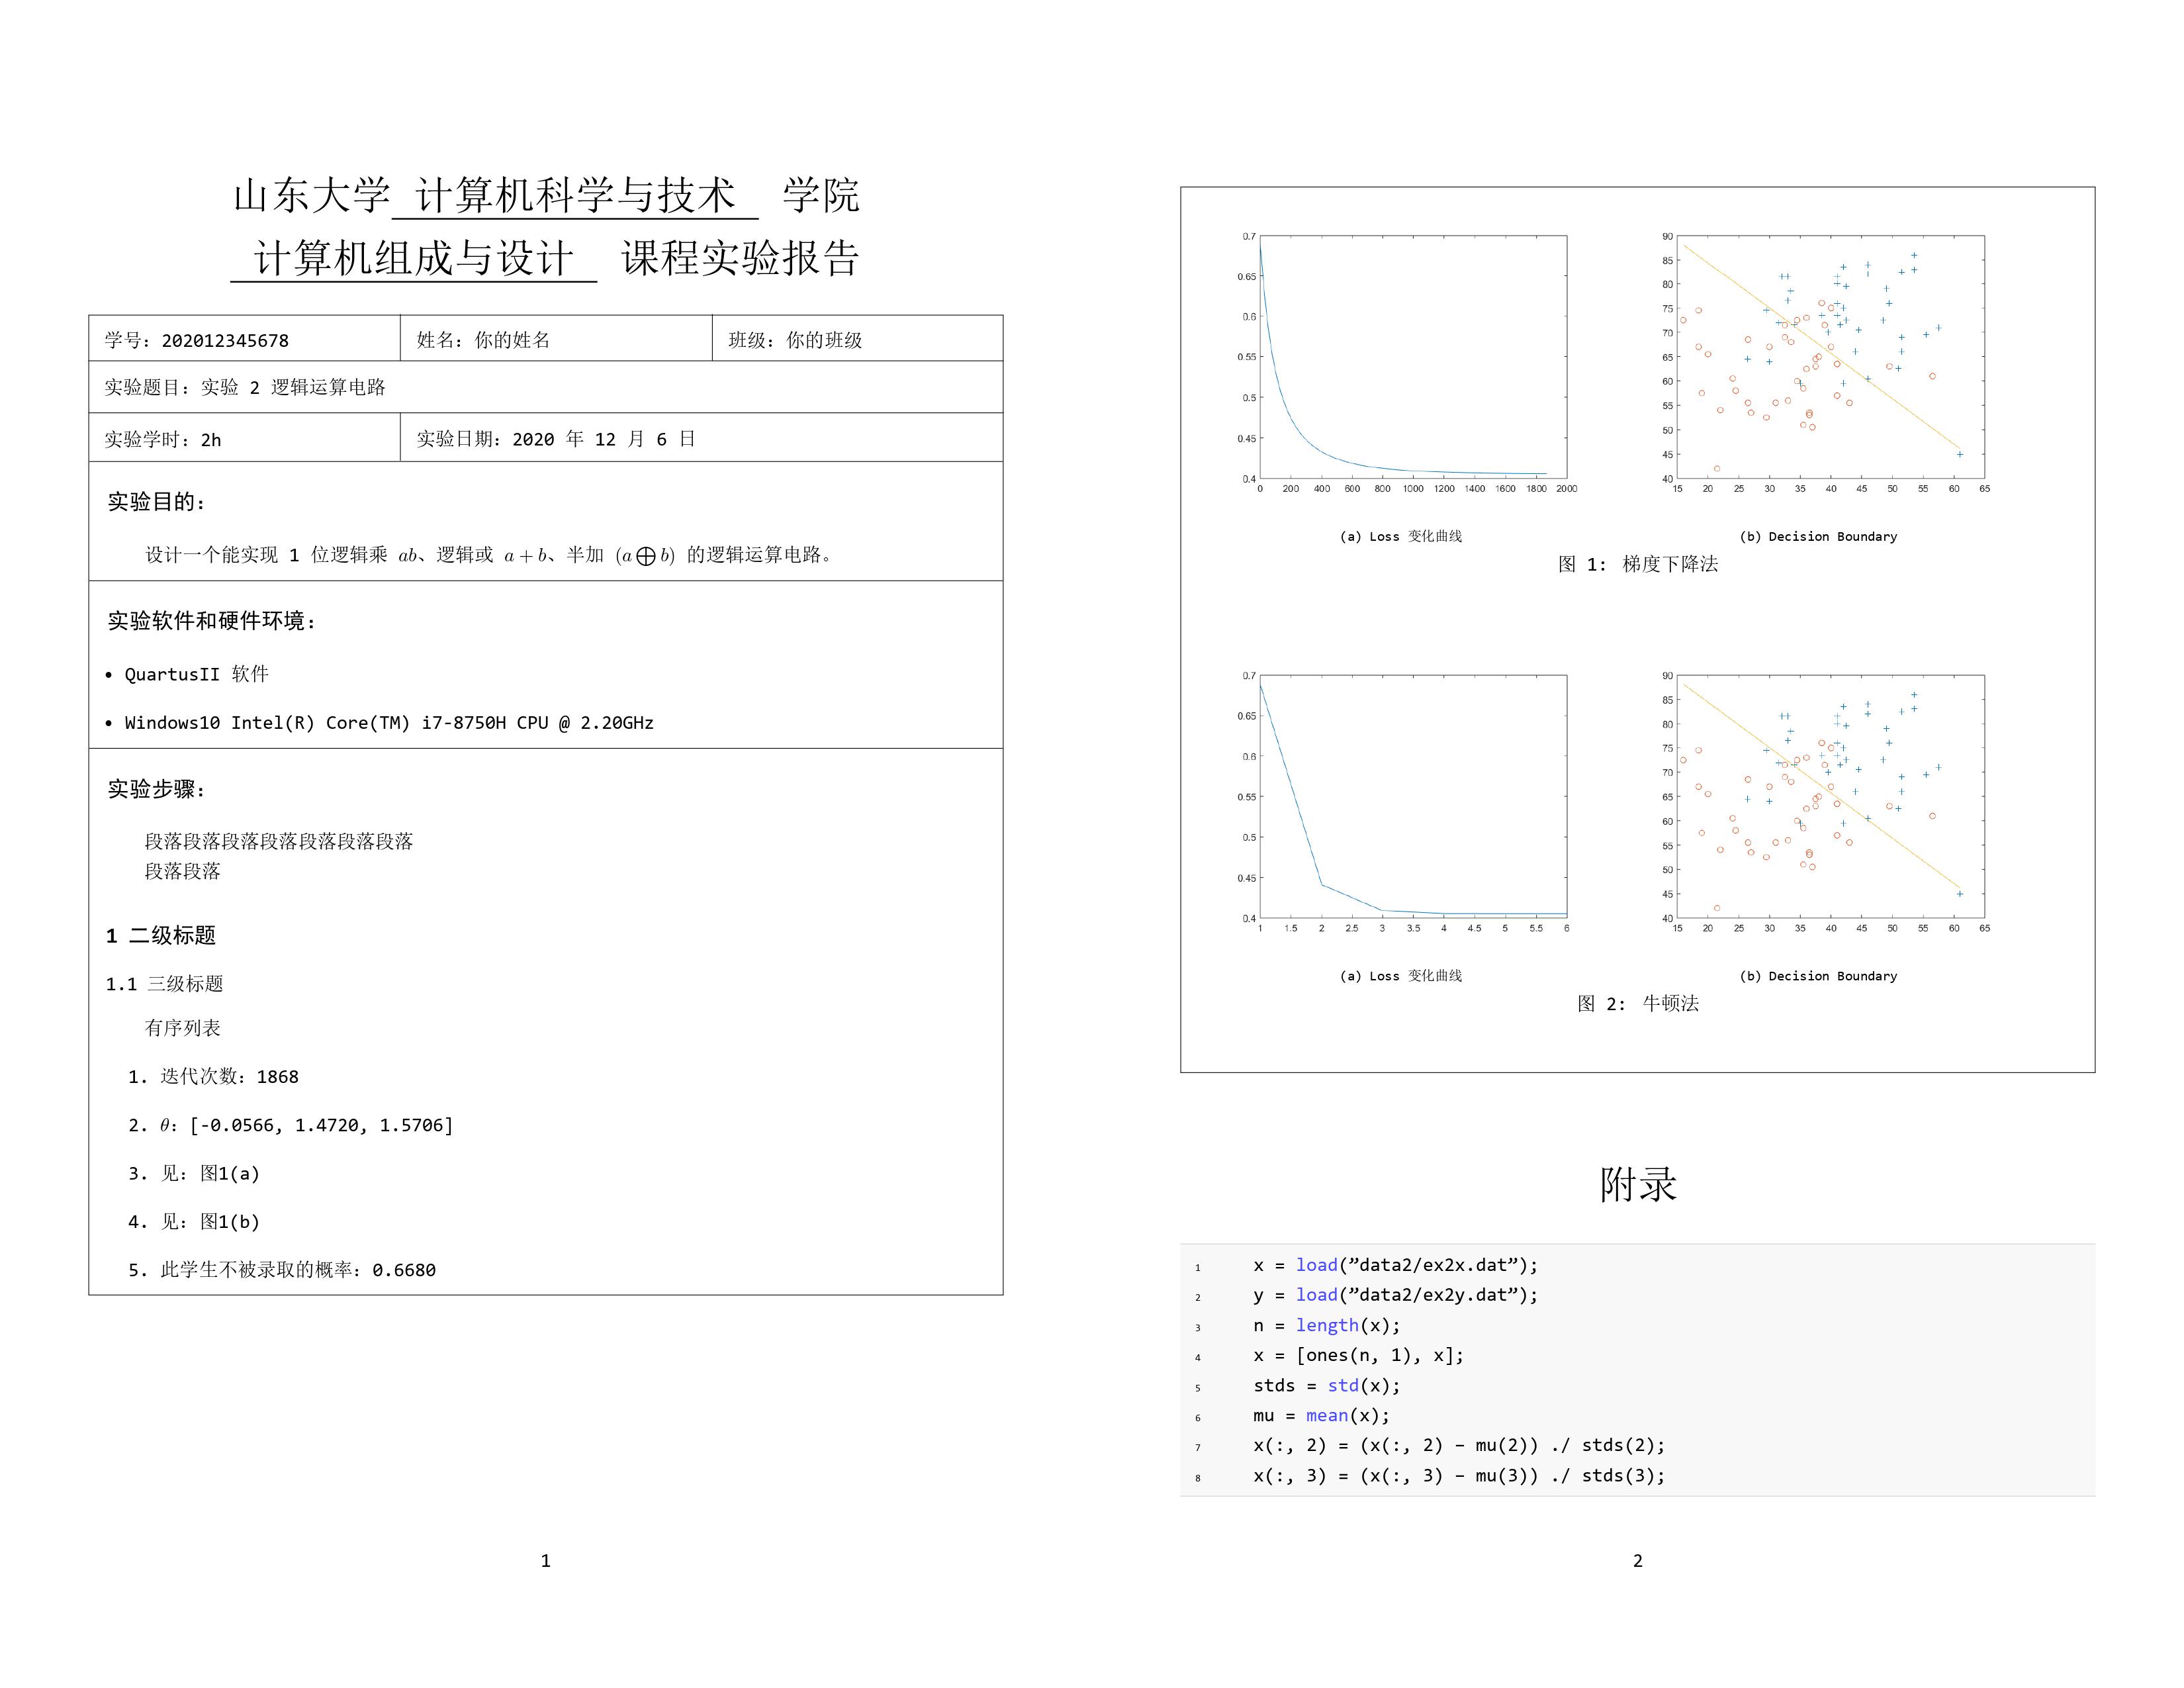 山东大学 计算机科学与技术 学院
计算机组成与设计 课程实验报告
学号：202012345678 姓名：你的姓名 班级：你的班级
实验题目：实验 2 逻辑运算电路
实验学时：2h 实验日期：2020 年 12 月 6 日
实验目的：
设计一个能实现 1 位逻辑乘 ab、逻辑或 a + b、半加 (a⊕b) 的逻辑运算电路。
实验软件和硬件环境：
• QuartusII 软件
• Windows10 Intel(R) Core(TM) i7-8750H CPU @ 2.20GHz
实验步骤：
段落段落段落段落段落段落段落
段落段落
1 二级标题
1.1 三级标题
有序列表
1. 迭代次数：1868
2. θ：[-0.0566, 1.4720, 1.5706]
3. 见：图1(a)
4. 见：图1(b)
5. 此学生不被录取的概率：0.6680
1
0.7
0.65
0.6
0.55
0.5
0.45
0.4
0 200 400 600 800 1000 1200 1400 1600 1800 2000
(a) Loss 变化曲线
90
85
80
75
70
65
60
55
50
45
40
15 20 25 30 35 40 45 50 55 60 65
(b) Decision Boundary
图 1: 梯度下降法
0.7
0.65
0.6
0.55
0.5
0.45
0.4
1 1.5 2 2.5 3 3.5 4 4.5 5 5.5 6
(a) Loss 变化曲线
90
85
80
75
70
65
60
55
50
45
40
15 20 25 30 35 40 45 50 55 60 65
(b) Decision Boundary
图 2: 牛顿法
附录
1 x = load(”data2/ex2x.dat”);
2 y = load(”data2/ex2y.dat”);
3 n = length(x);
4 x = [ones(n, 1), x];
5 stds = std(x);
6 mu = mean(x);
7 x(:, 2) = (x(:, 2) − mu(2)) ./ stds(2);
8 x(:, 3) = (x(:, 3) − mu(3)) ./ stds(3);
2